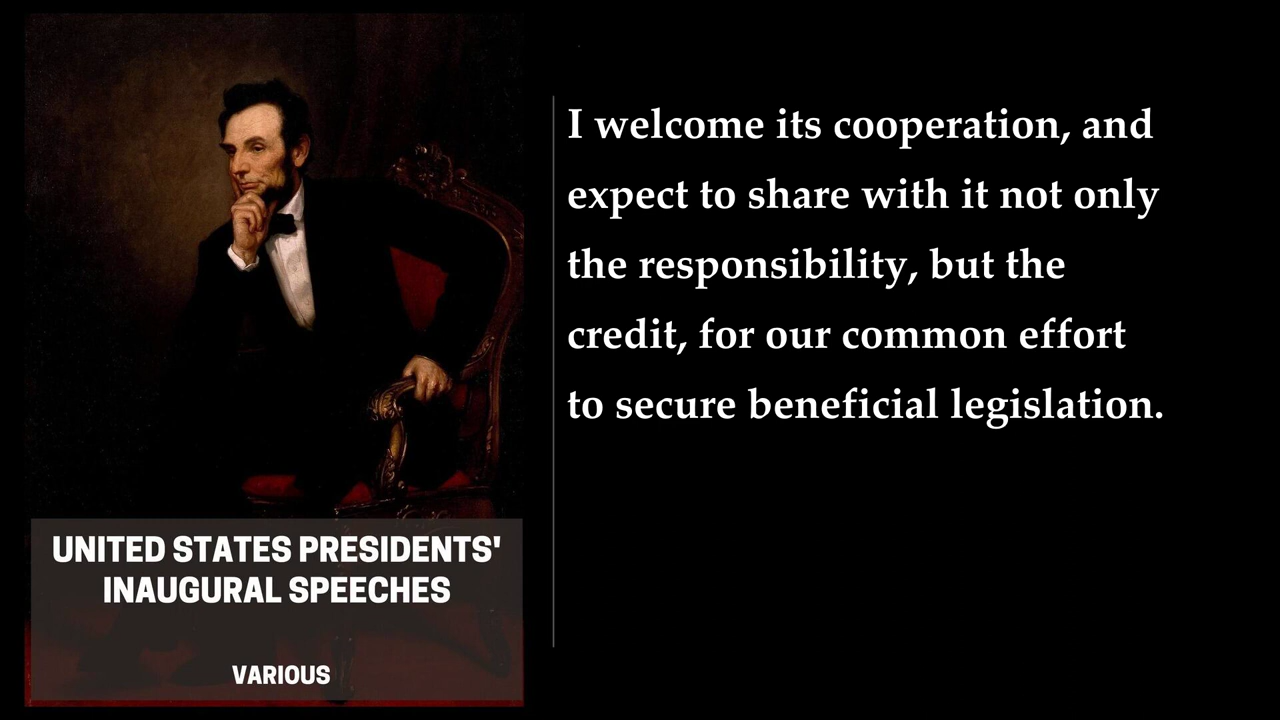 I welcome its cooperation, and
expect to share with it not only
the responsibility, but the
credit, for our common effort
to secure beneficial legislation.
UNITED STATES PRESIDENTS'
INAUGURAL SPEECHES
VARIOUS